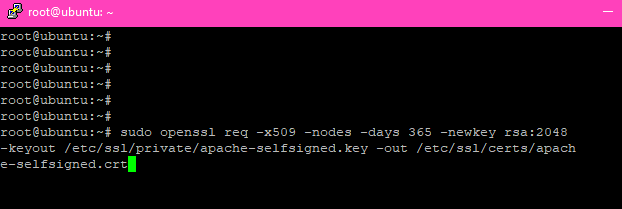 root@ubuntu: ~
root@ubuntu:~#
root@ubuntu:~#
root@ubuntu:~#
root@ubuntu:~#
root@ubuntu:~#
root@ubuntu:~#
root@ubuntu:~# sudo openssl req -x509 -nodes -days 365 -newkey rsa:2048
-keyout /etc/ssl/private/apache-selfsigned.key -out /etc/ssl/certs/apach
e-selfsigned.crt